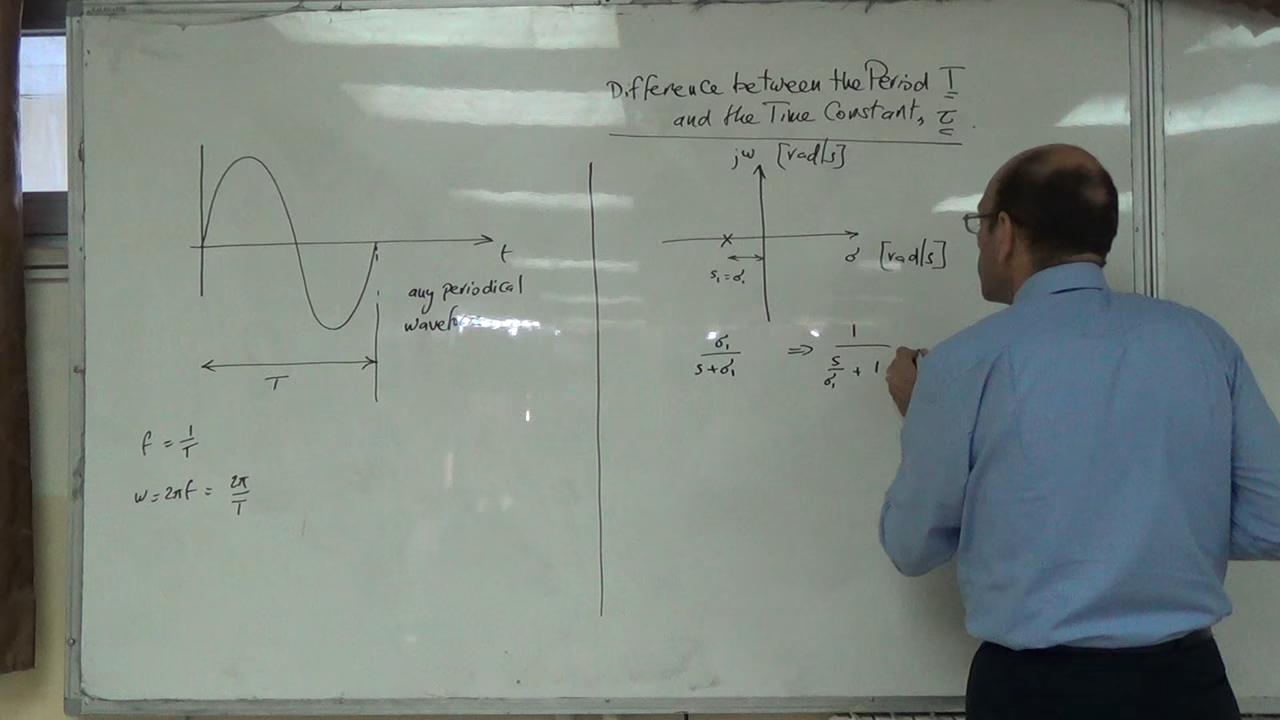 Difference between the Period T
and the Time Constant, τ.
jω [rad/s]
t
σ [rad/s]
s₁=σ₁
any periodical
wavef
σ₁/(s+σ₁) ⇒ 1/(s/σ₁ + 1)
T
f = 1/T
w = 2πf = 2π/T